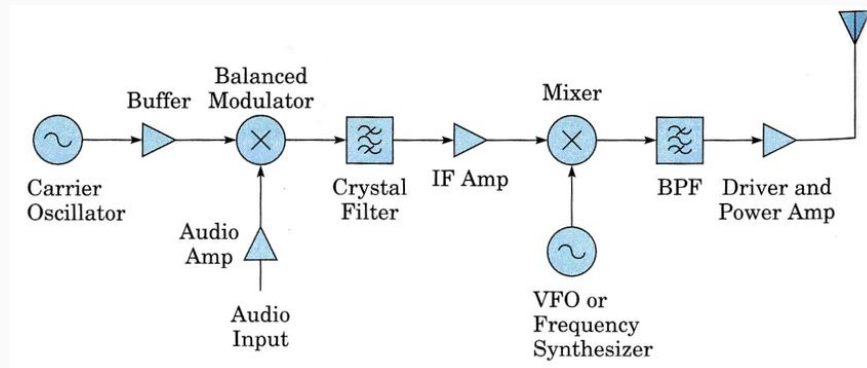 Balanced
Modulator
Buffer
Mixer
Carrier
Oscillator
Crystal
Filter
IF Amp
BPF
Driver and
Power Amp
Audio
Amp
Audio
Input
VFO or
Frequency
Synthesizer